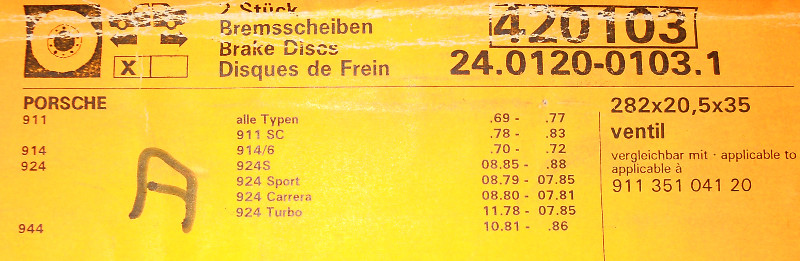 2 Stück
Bremsscheiben
Brake Discs
Disques de Frein
X
420103
24.0120-0103.1
PORSCHE
911 alle Typen .69 - .77
911 SC .78 - .83
914 914/6 .70 - .72
924 924S 08.85 - .88
924 Sport 08.79 - 07.85
924 Carrera 08.80 - 07.81
924 Turbo 11.78 - 07.85
944 10.81 - .86
A
282x20,5x35
ventil
vergleichbar mit · applicable to
applicable à
911 351 041 20